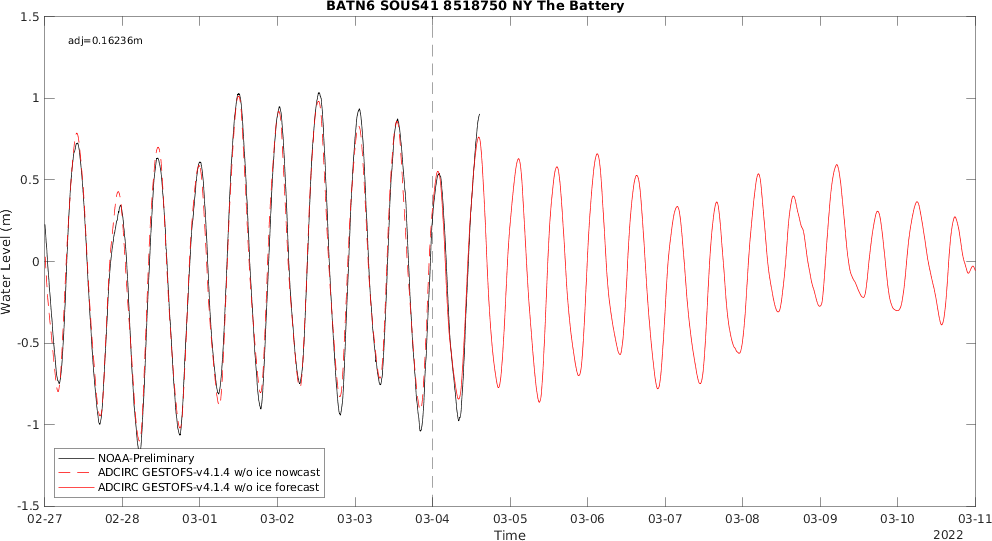 BATN6 SOUS41 8518750 NY The Battery
1.5
adj=0.16236m
1
0.5
0
-0.5
-1
-1.5
Water Level (m)
NOAA-Preliminary
ADCIRC GESTOFS-v4.1.4 w/o ice nowcast
ADCIRC GESTOFS-v4.1.4 w/o ice forecast
02-27 02-28 03-01 03-02 03-03 03-04 03-05 03-06 03-07 03-08 03-09 03-10 03-11
Time
2022